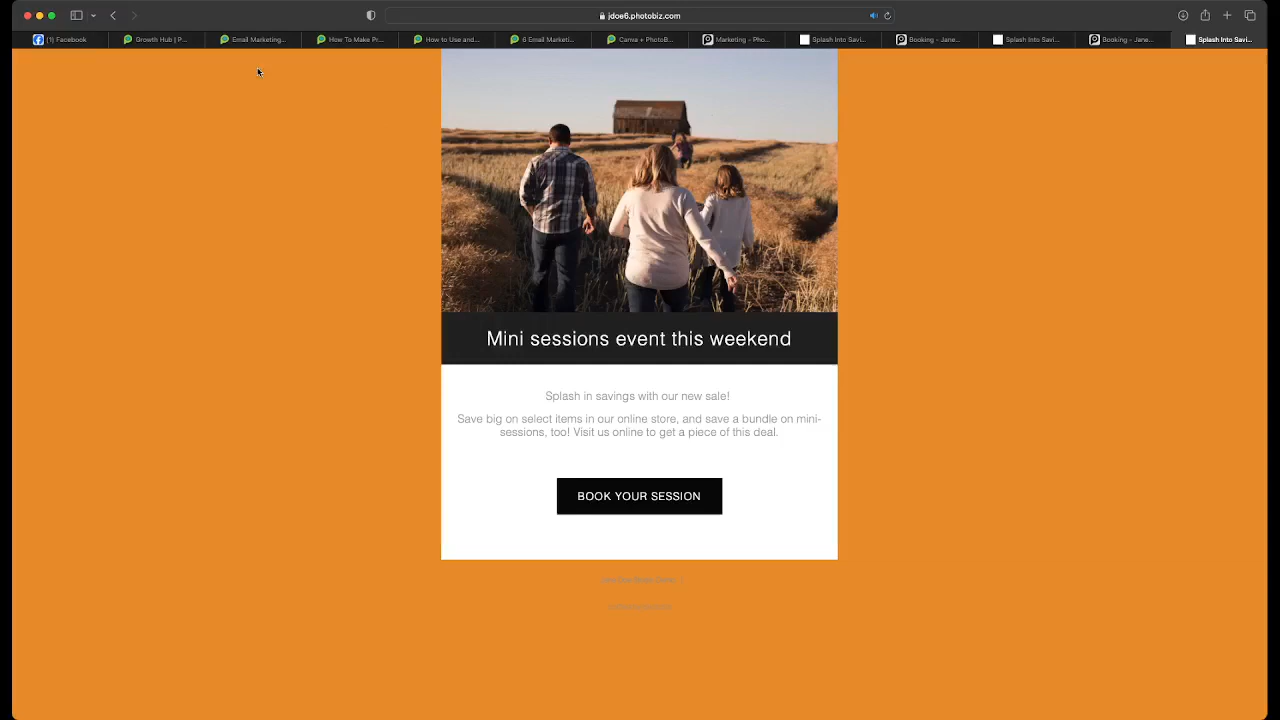 jdoe6.photobiz.com
(1) Facebook
Growth Hub | P...
Email Marketing...
How To Make Pr...
How to Use and...
6 Email Marketi...
Canva + PhotoB...
Marketing ‹ Pho...
Splash Into Savi...
Booking – Jane...
Splash Into Savi...
Booking – Jane...
Splash Into Savi...
Mini sessions event this weekend
Splash in savings with our new sale!
Save big on select items in our online store, and save a bundle on mini-
sessions, too! Visit us online to get a piece of this deal.
BOOK YOUR SESSION